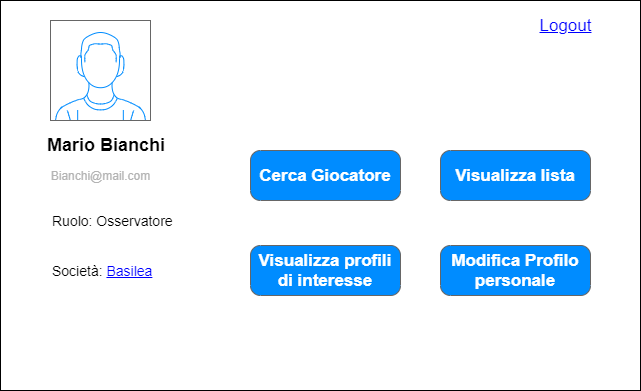 Logout
Mario Bianchi
Bianchi@mail.com
Ruolo: Osservatore
Società: Basilea
Cerca Giocatore
Visualizza lista
Visualizza profili
di interesse
Modifica Profilo
personale